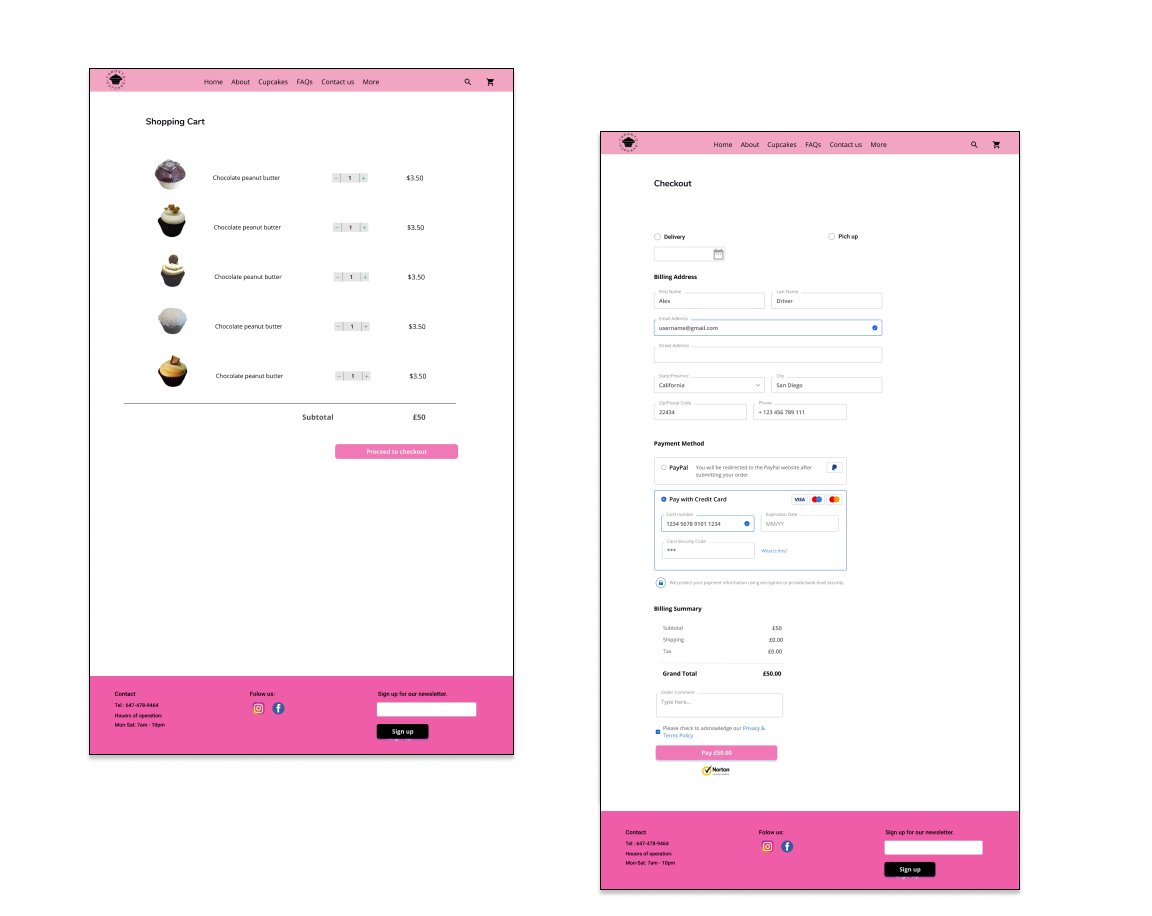 Home About Cupcakes FAQs Contact us More
Shopping Cart
Chocolate peanut butter - 1 + $3.50
Chocolate peanut butter - 1 + $3.50
Chocolate peanut butter - 1 + $3.50
Chocolate peanut butter - 1 + $3.50
Chocolate peanut butter - 1 + $3.50
Subtotal £50
Proceed to checkout
Contact
Tel : 647-478-9464
Houers of operation:
Mon-Sat: 7am - 10pm
Folow us:
Sign up for our newsletter.
Sign up
Home About Cupcakes FAQs Contact us More
Checkout
Delivery
Pich up
Billing Address
First Name
Alex
Last Name
Driver
Email Address
username@gmail.com
Street Address
State/Province
California
City
San Diego
Zip/Postal Code
22434
Phone
+ 123 456 789 111
Payment Method
PayPal
You will be redirected to the PayPal website after
submitting your order
Pay with Credit Card
VISA
Card number
1234 5678 9101 1234
Expiration Date
MM/YY
Card Security Code
***
What is this?
We protect your payment information using encryption to provide bank-level security.
Billing Summary
Subtotal £50
Shipping £0.00
Tax £0.00
Grand Total £50.00
Order Comment
Type here...
Please check to acknowledge our Privacy &
Terms Policy
Pay £50.00
Norton
Contact
Tel : 647-478-9464
Houers of operation:
Mon-Sat: 7am - 10pm
Folow us:
Sign up for our newsletter.
Sign up